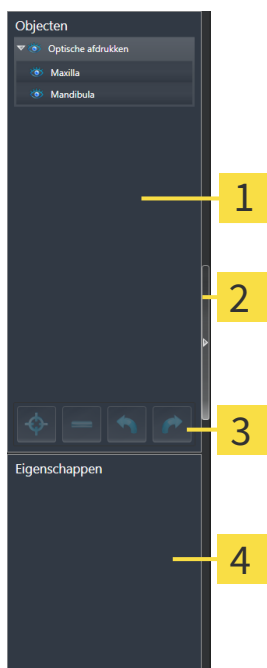 Objecten
Optische afdrukken
Maxilla
Mandibula
1
2
3
Eigenschappen
4